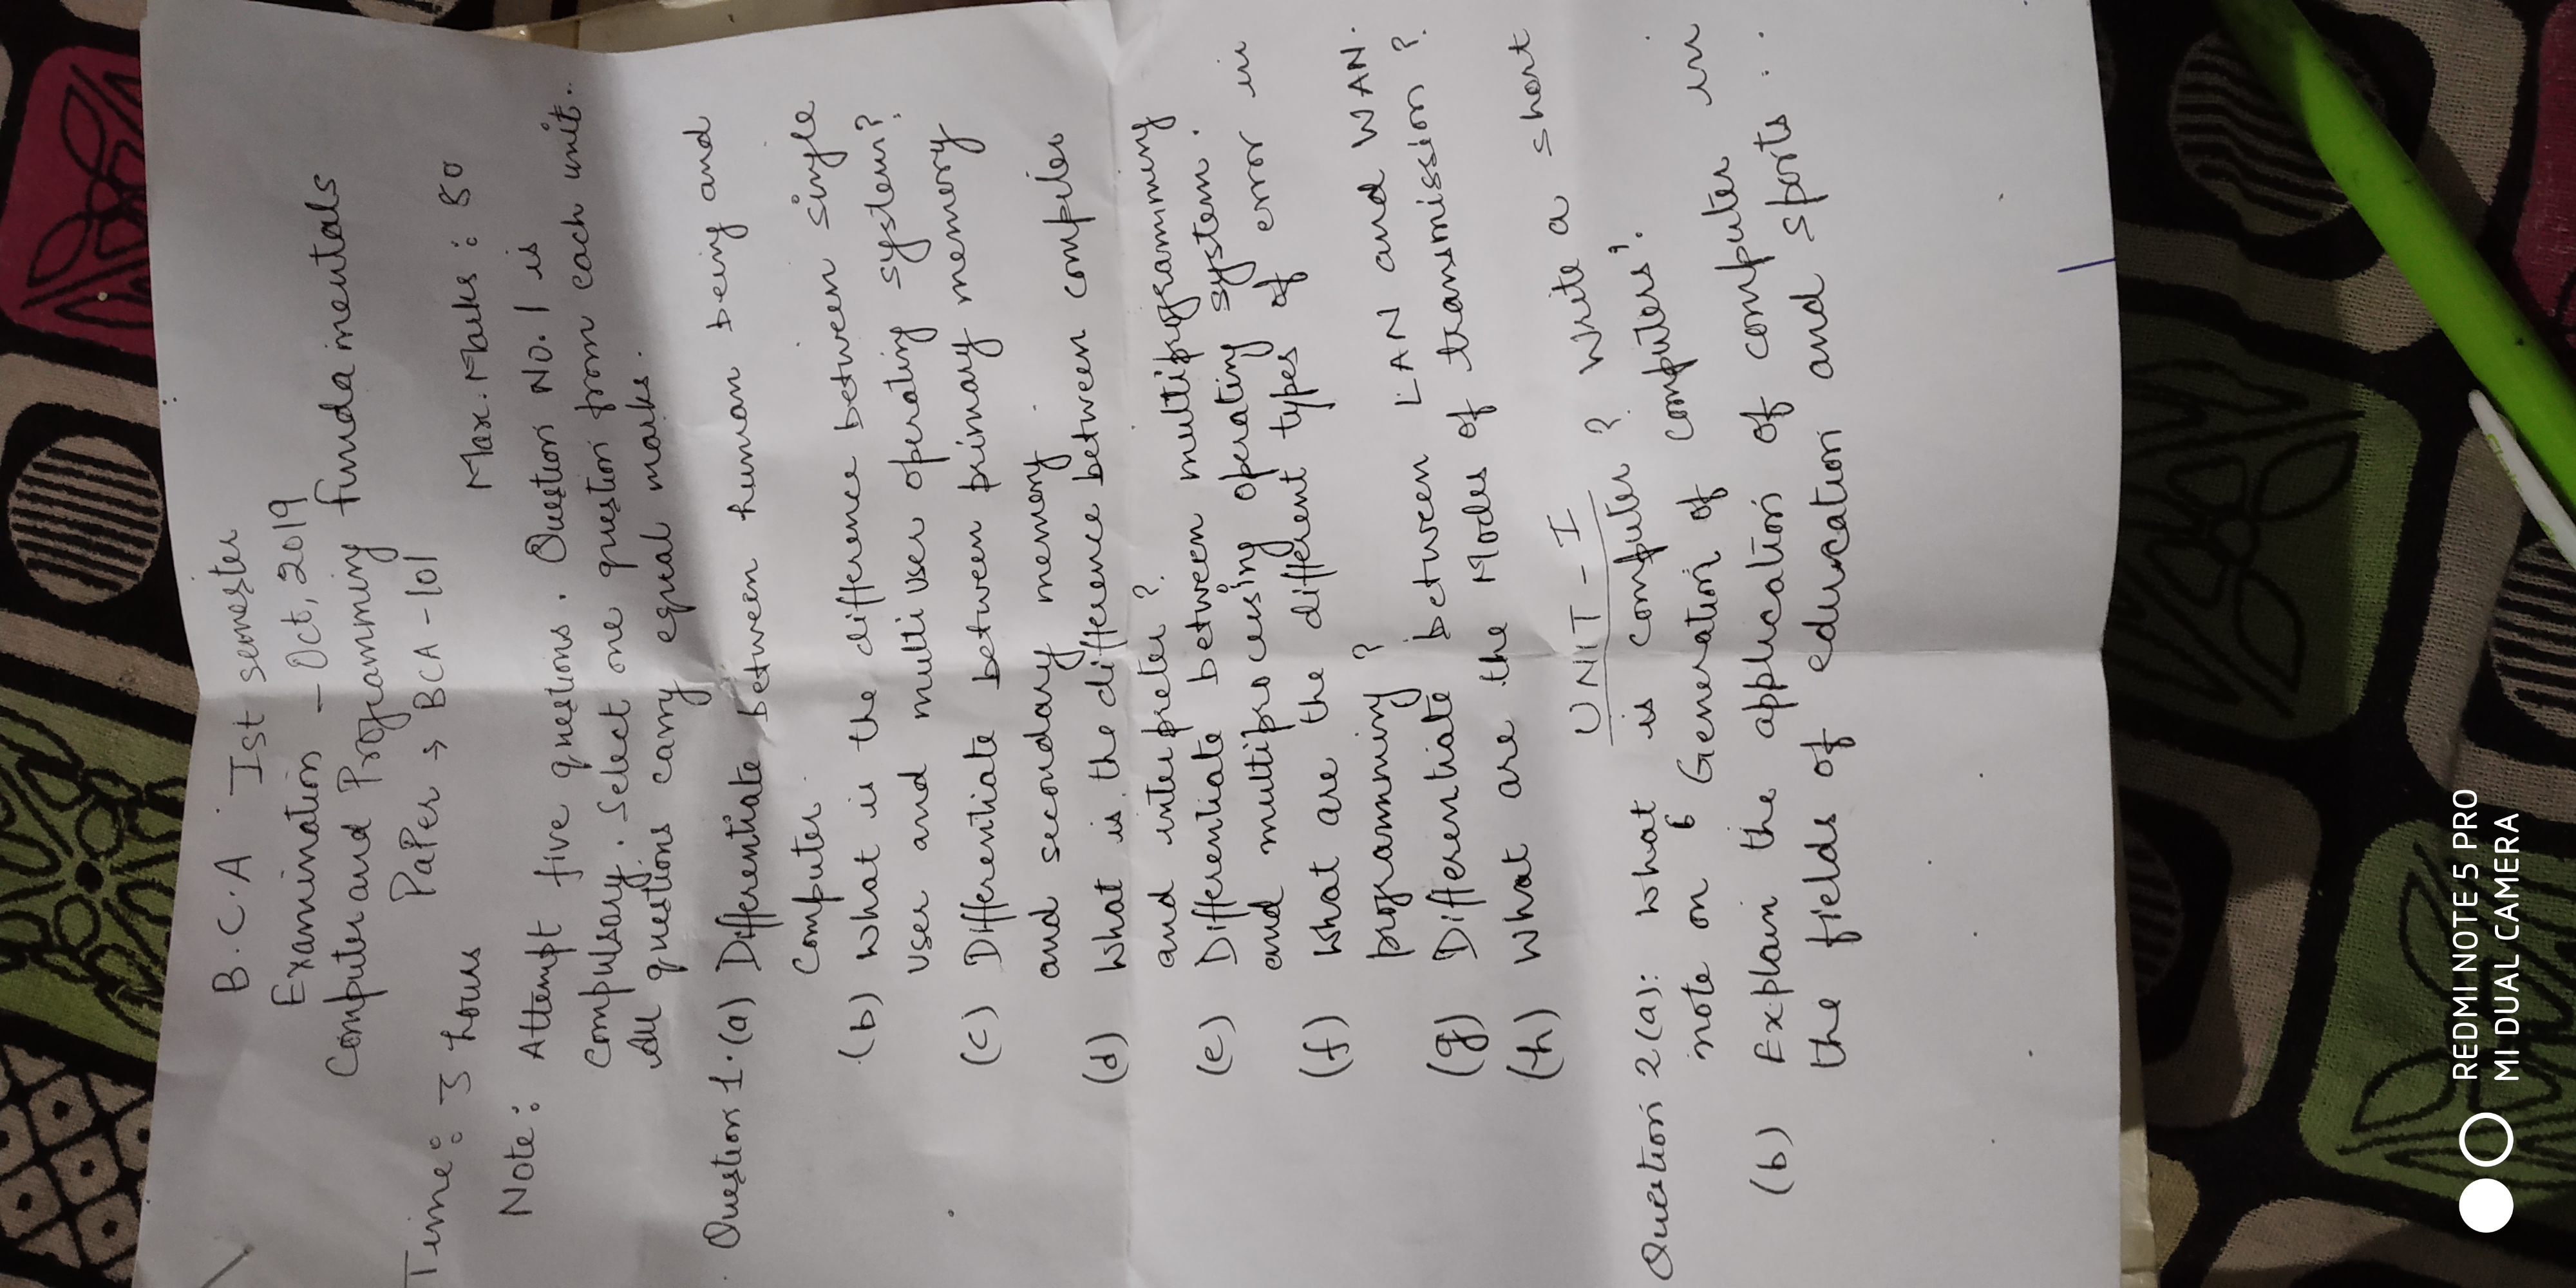 B.C.A Ist semester
Examination - Oct, 2019
Computer and Programming fundamentals
PaPer → BCA-101
Time: 3 hours
Max. Marks: 80
Note: Attempt five questions. Question No. 1 is
compulsary. Select one question from each unit.
All questions carry equal marks.
Question 1. (a) Differentiate between human being and
Computer.
(b) What is the difference between single
user and multi user operating system?
(c) Differentiate between primary memory
and secondary memory.
(d) What is the difference between compiler
and interpreter?
(e) Differentiate between multiprogramming
and multiprocessing operating system.
(f) What are the different types of error in
programming?
(g) Differentiate between LAN and WAN.
(h) What are the Modes of transmission?
UNIT-I
Question 2(a): What is computer? Write a short
note on 'Generation of computers'.
(b) Explain the application of computer in
the fields of education and sports.
REDMI NOTE 5 PRO
MI DUAL CAMERA